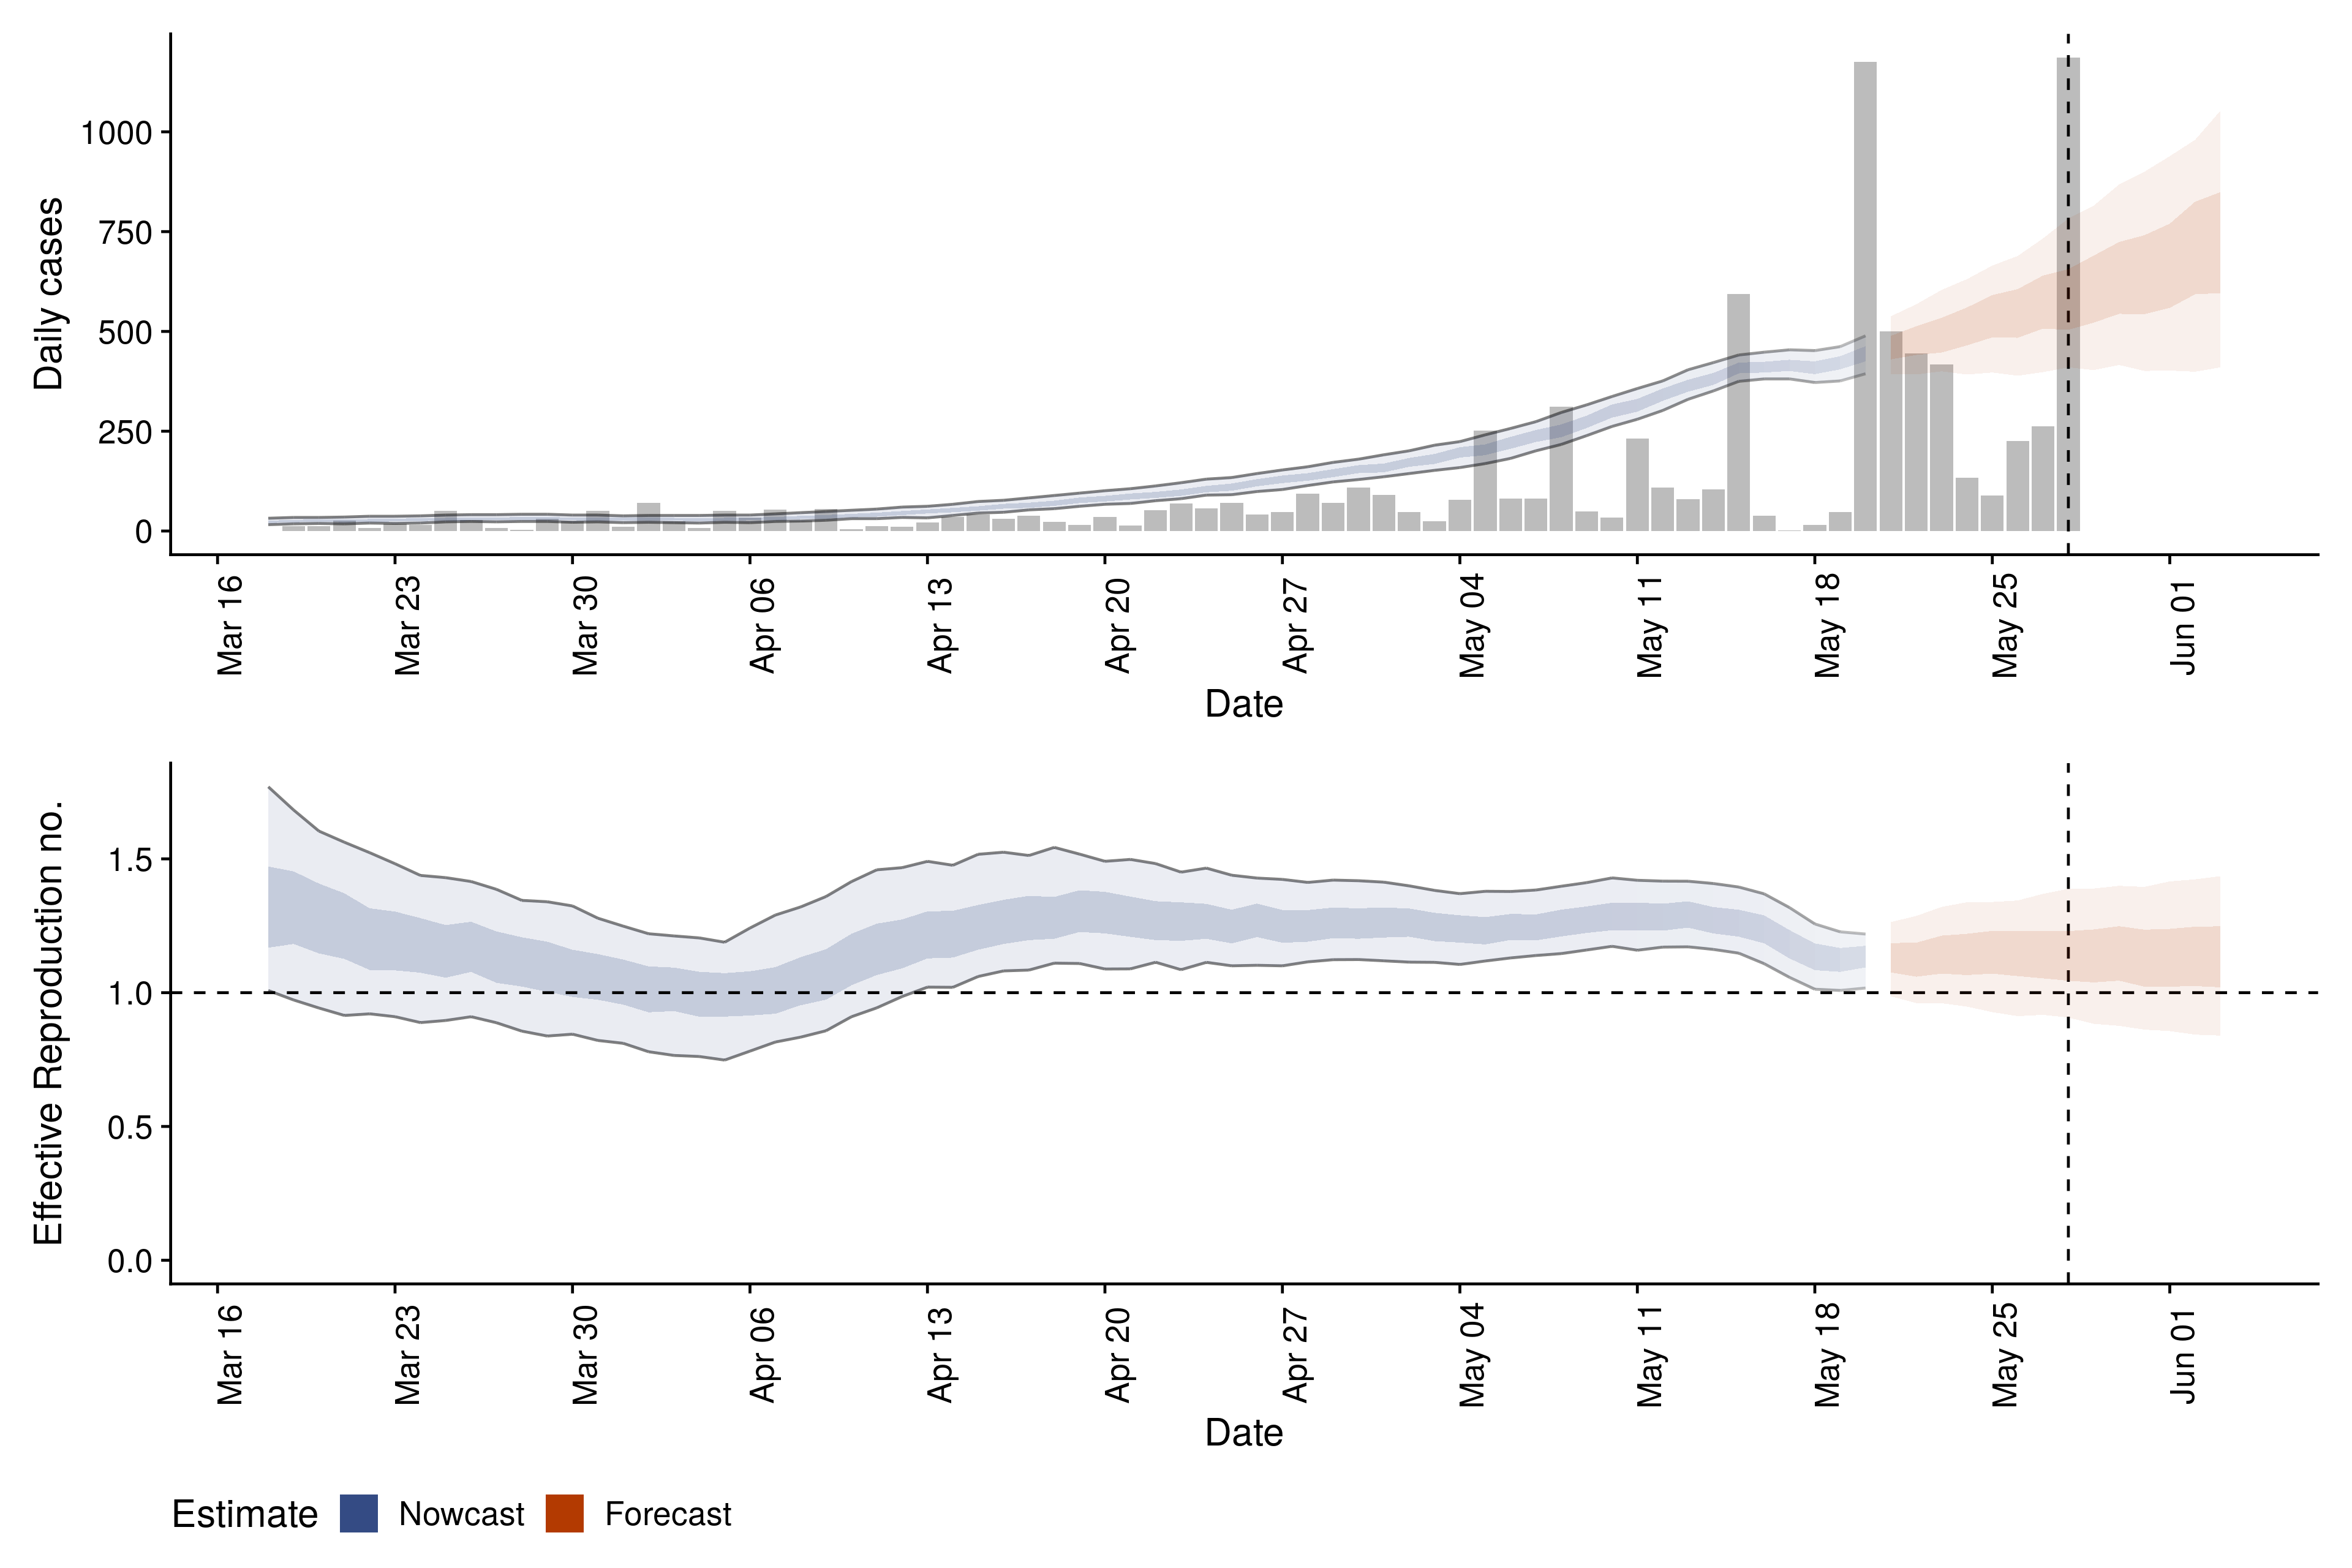 Daily cases
1000
750
500
250
0
Mar 16
Mar 23
Mar 30
Apr 06
Apr 13
Apr 20
Apr 27
May 04
May 11
May 18
May 25
Jun 01
Date
Effective Reproduction no.
1.5
1.0
0.5
0.0
Mar 16
Mar 23
Mar 30
Apr 06
Apr 13
Apr 20
Apr 27
May 04
May 11
May 18
May 25
Jun 01
Date
Estimate Nowcast Forecast